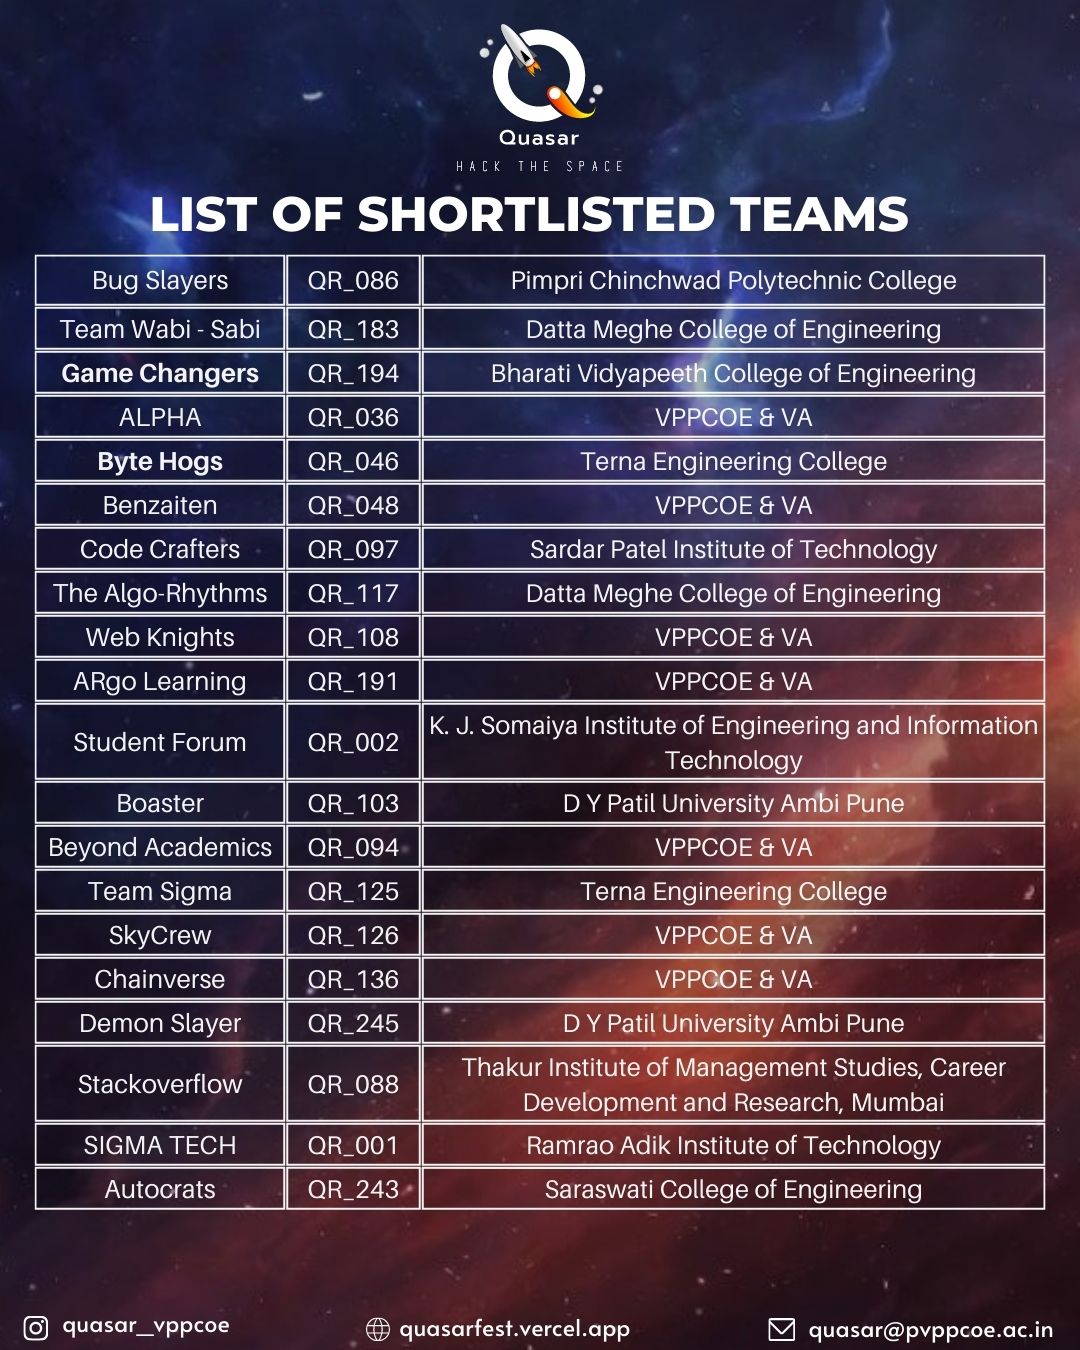 Quasar
HACK THE SPACE
LIST OF SHORTLISTED TEAMS
Bug Slayers QR_086 Pimpri Chinchwad Polytechnic College
Team Wabi - Sabi QR_183 Datta Meghe College of Engineering
Game Changers QR_194 Bharati Vidyapeeth College of Engineering
ALPHA QR_036 VPPCOE & VA
Byte Hogs QR_046 Terna Engineering College
Benzaiten QR_048 VPPCOE & VA
Code Crafters QR_097 Sardar Patel Institute of Technology
The Algo-Rhythms QR_117 Datta Meghe College of Engineering
Web Knights QR_108 VPPCOE & VA
ARgo Learning QR_191 VPPCOE & VA
Student Forum QR_002 K. J. Somaiya Institute of Engineering and Information
Technology
Boaster QR_103 D Y Patil University Ambi Pune
Beyond Academics QR_094 VPPCOE & VA
Team Sigma QR_125 Terna Engineering College
SkyCrew QR_126 VPPCOE & VA
Chainverse QR_136 VPPCOE & VA
Demon Slayer QR_245 D Y Patil University Ambi Pune
Stackoverflow QR_088 Thakur Institute of Management Studies, Career
Development and Research, Mumbai
SIGMA TECH QR_001 Ramrao Adik Institute of Technology
Autocrats QR_243 Saraswati College of Engineering
quasar_vppcoe quasarfest.vercel.app quasar@pvppcoe.ac.in